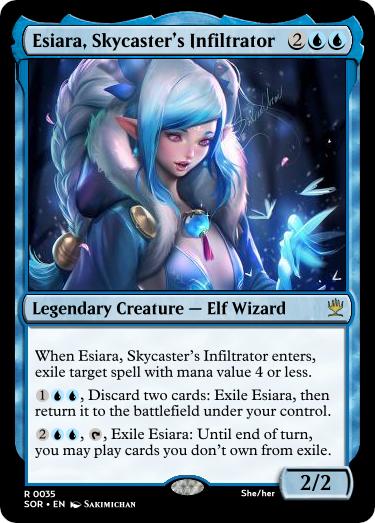 Esiara, Skycaster's Infiltrator 2
Legendary Creature — Elf Wizard
When Esiara, Skycaster's Infiltrator enters,
exile target spell with mana value 4 or less.
1, Discard two cards: Exile Esiara, then
return it to the battlefield under your control.
2, Exile Esiara: Until end of turn,
you may play cards you don't own from exile.
2/2
R 0035
SOR • EN SAKIMICHAN
She/her